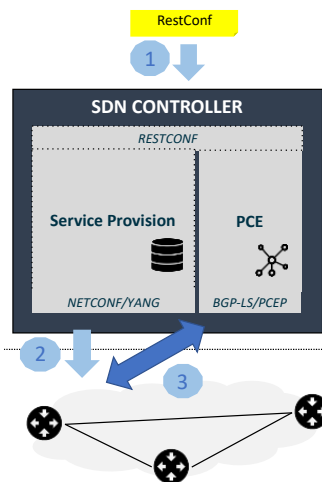 RestConf
1
SDN CONTROLLER
RESTCONF
Service Provision
PCE
NETCONF/YANG
BGP-LS/PCEP
2
3